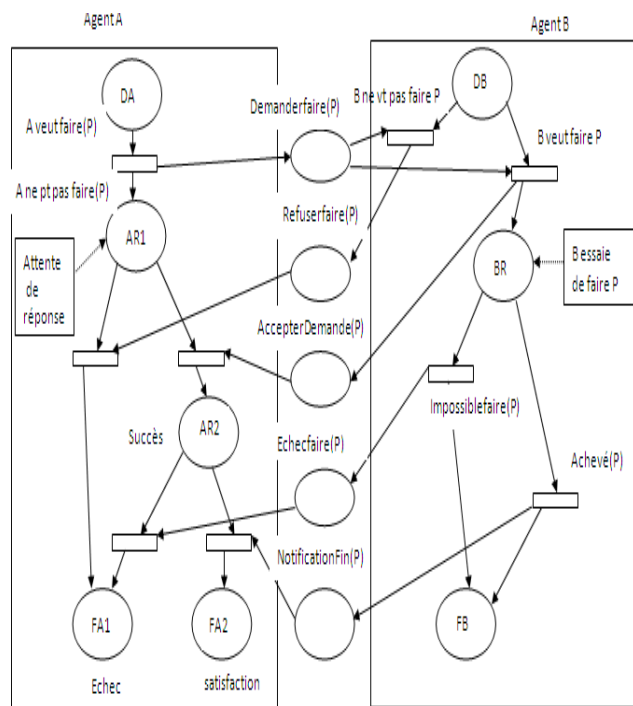 Agent A
Agent B
DA
DB
B ne vt pas faire P
Demanderfaire(P)
A veut faire(P)
B veut faire P
A ne pt pas faire(P)
Refuserfaire(P)
AR1
Attente
de
réponse
BR
B essaie
de faire P
AccepterDemande(P)
Impossiblefaire(P)
AR2
Succès
Echecfaire(P)
Achevé(P)
NotificationFin(P)
FA1
FA2
FB
Echec
satisfaction